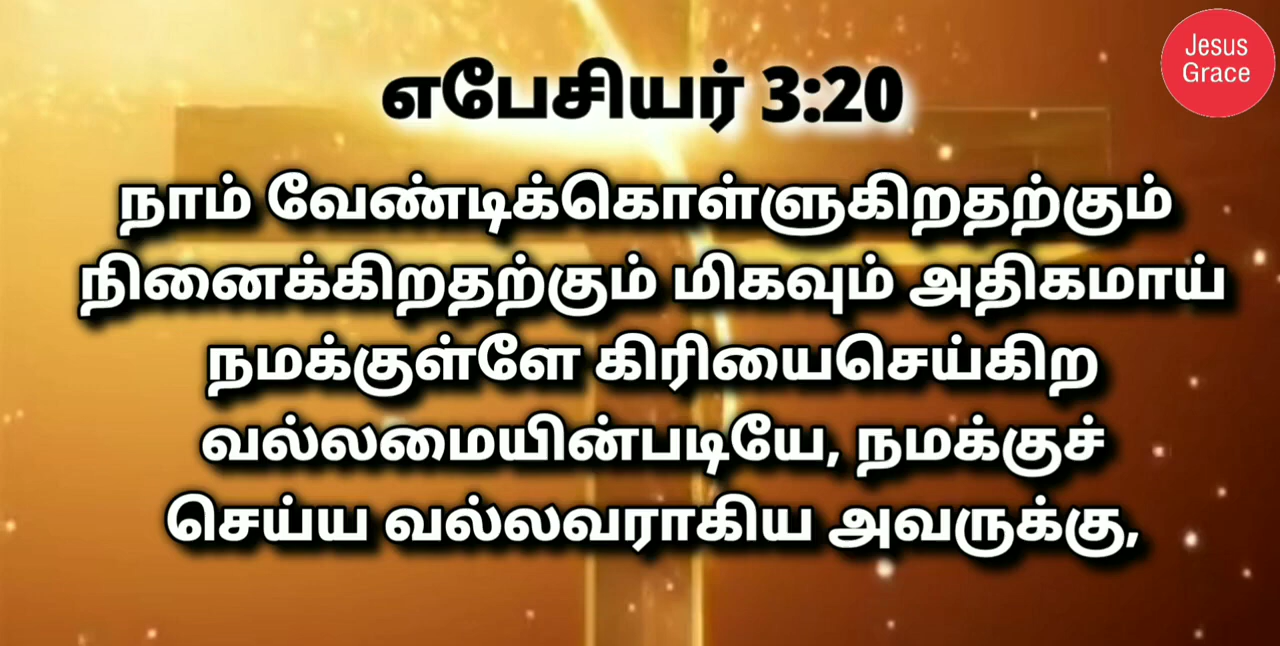 Jesus
Grace
எபேசியர் 3:20
நாம் வேண்டிக்கொள்ளுகிறதற்கும்
நினைக்கிறதற்கும் மிகவும் அதிகமாய்
நமக்குள்ளே கிரியைசெய்கிற
வல்லமையின்படியே, நமக்குச்
செய்ய வல்லவராகிய அவருக்கு,